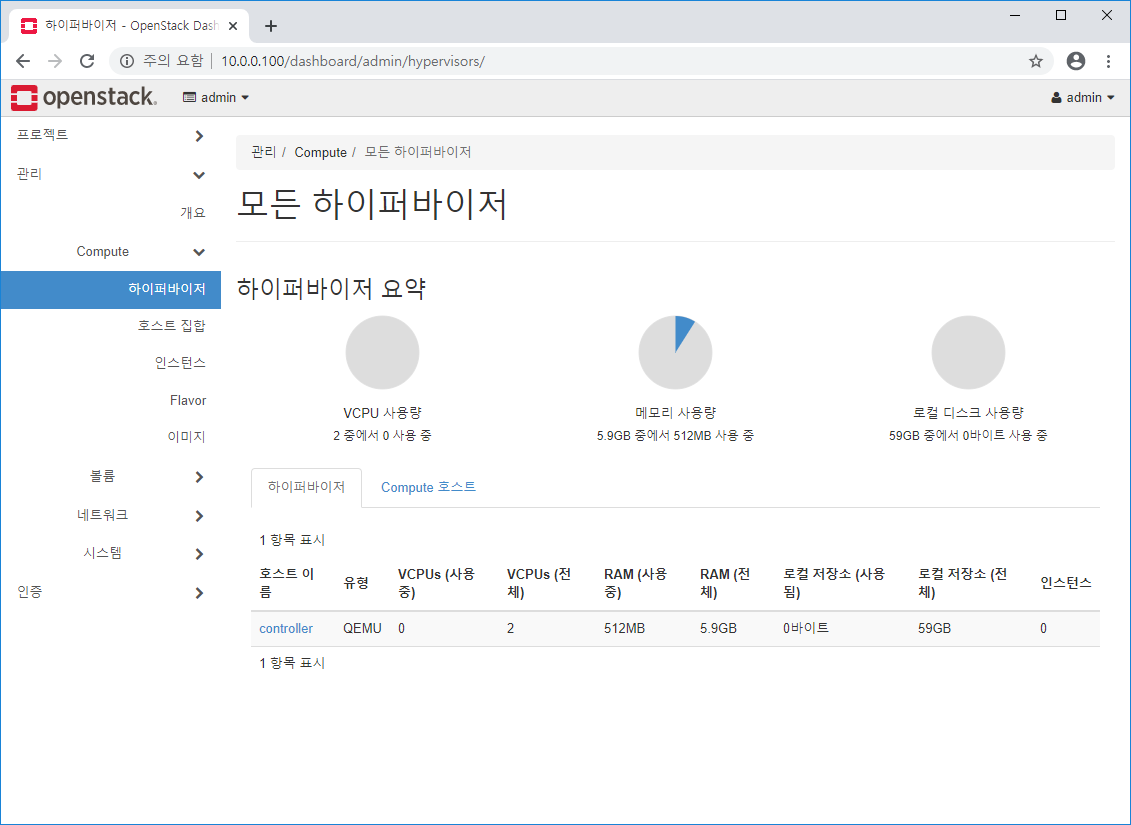 하이퍼바이저 - OpenStack Dash
주의 요함 | 10.0.0.100/dashboard/admin/hypervisors/
openstack. admin admin
프로젝트
관리
개요
Compute
하이퍼바이저
호스트 집합
인스턴스
Flavor
이미지
볼륨
네트워크
시스템
인증
관리 / Compute / 모든 하이퍼바이저
모든 하이퍼바이저
하이퍼바이저 요약
VCPU 사용량
2 중에서 0 사용 중
메모리 사용량
5.9GB 중에서 512MB 사용 중
로컬 디스크 사용량
59GB 중에서 0바이트 사용 중
하이퍼바이저 Compute 호스트
1 항목 표시
호스트 이
름
유형
VCPUs (사용
중)
VCPUs (전
체)
RAM (사용
중)
RAM (전
체)
로컬 저장소 (사용
됨)
로컬 저장소 (전
체)
인스턴스
controller QEMU 0 2 512MB 5.9GB 0바이트 59GB 0
1 항목 표시